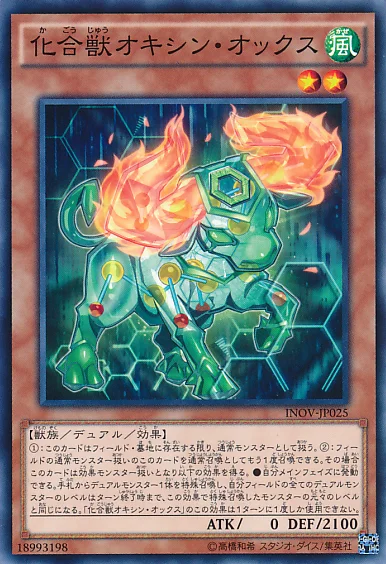 化合獣オキシン・オックス
風
INOV-JP025
【獣族／デュアル／効果】
①：このカードはフィールド・墓地に存在する限り、通常モンスターとして扱う。②：フィ
ールドの通常モンスター扱いのこのカードを通常召喚としてもう1度召喚できる。その場合
このカードは効果モンスター扱いとなり以下の効果を得る。●自分メインフェイズに発動
できる。手札からデュアルモンスター1体を特殊召喚し、自分フィールドの全てのデュアルモ
ンスターのレベルはターン終了時まで、この効果で特殊召喚したモンスターの元々のレベル
と同じになる。「化合獣オキシン・オックス」のこの効果は1ターンに1度しか使用できない。
ATK/ 0 DEF/2100
18993198
©高橋和希 スタジオ・ダイス/集英社